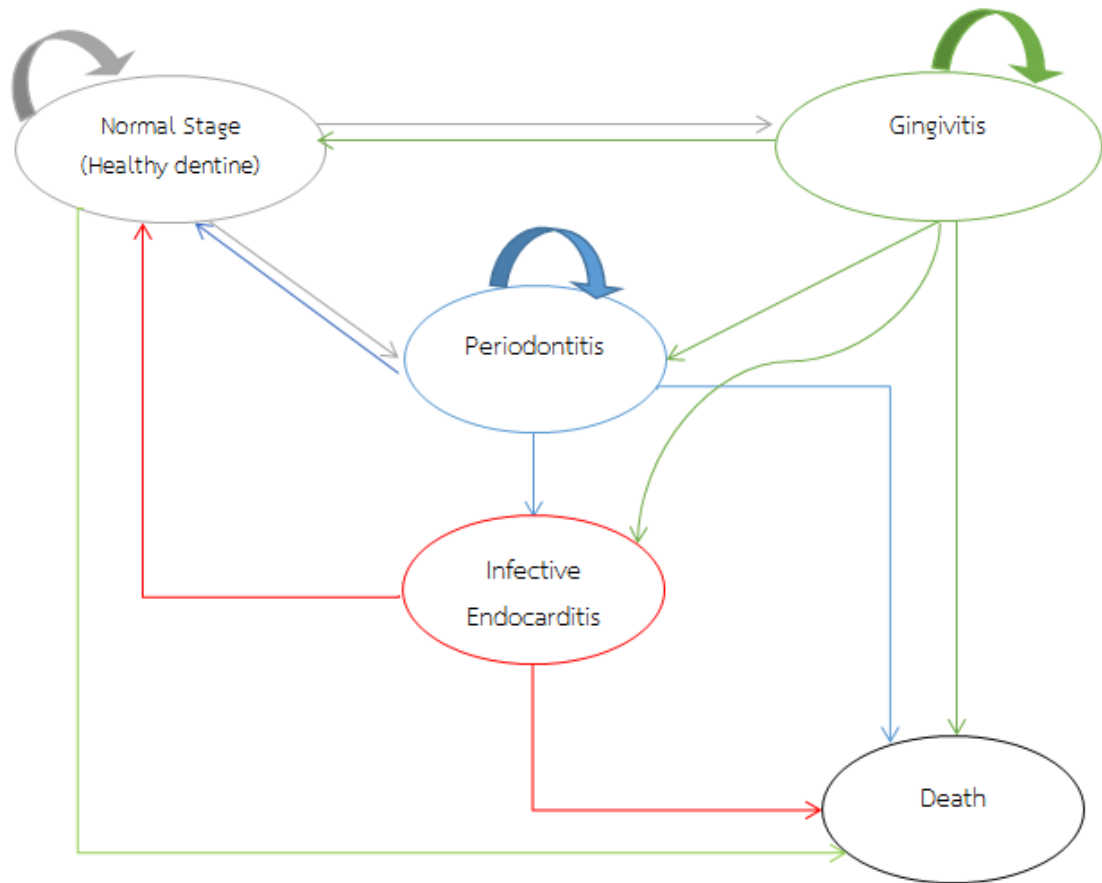 Normal Stage
(Healthy dentine)
Gingivitis
Periodontitis
Infective
Endocarditis
Death